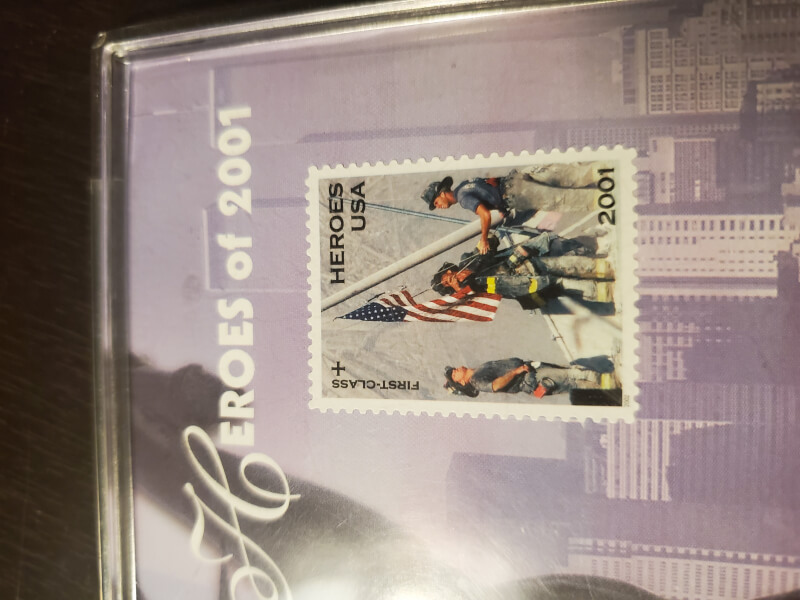 Heroes of 2001
HEROES
USA
+
FIRST-CLASS
2001